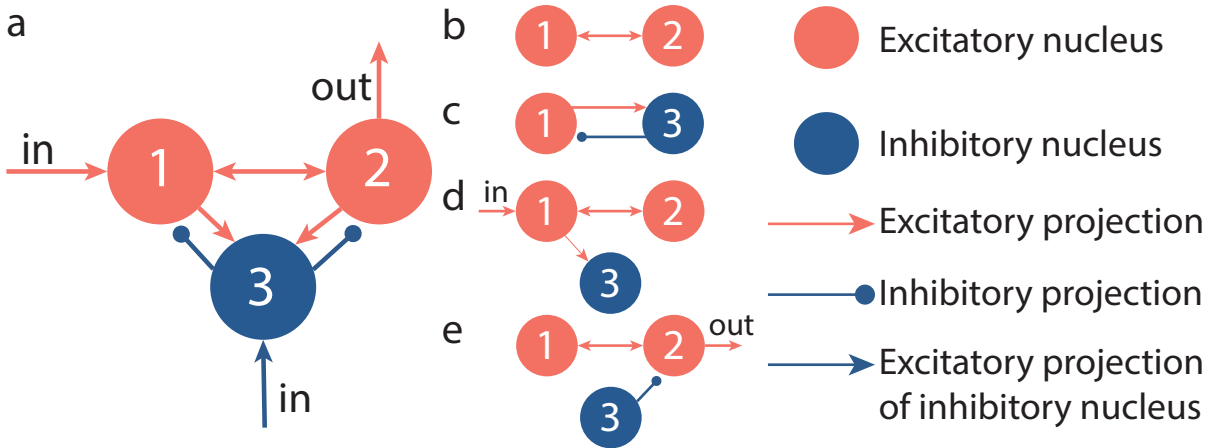 a
in
1
2
out
3
in
b
1
2
c
1
3
d
in
1
2
3
e
1
2
out
3
Excitatory nucleus
Inhibitory nucleus
Excitatory projection
Inhibitory projection
Excitatory projection
of inhibitory nucleus